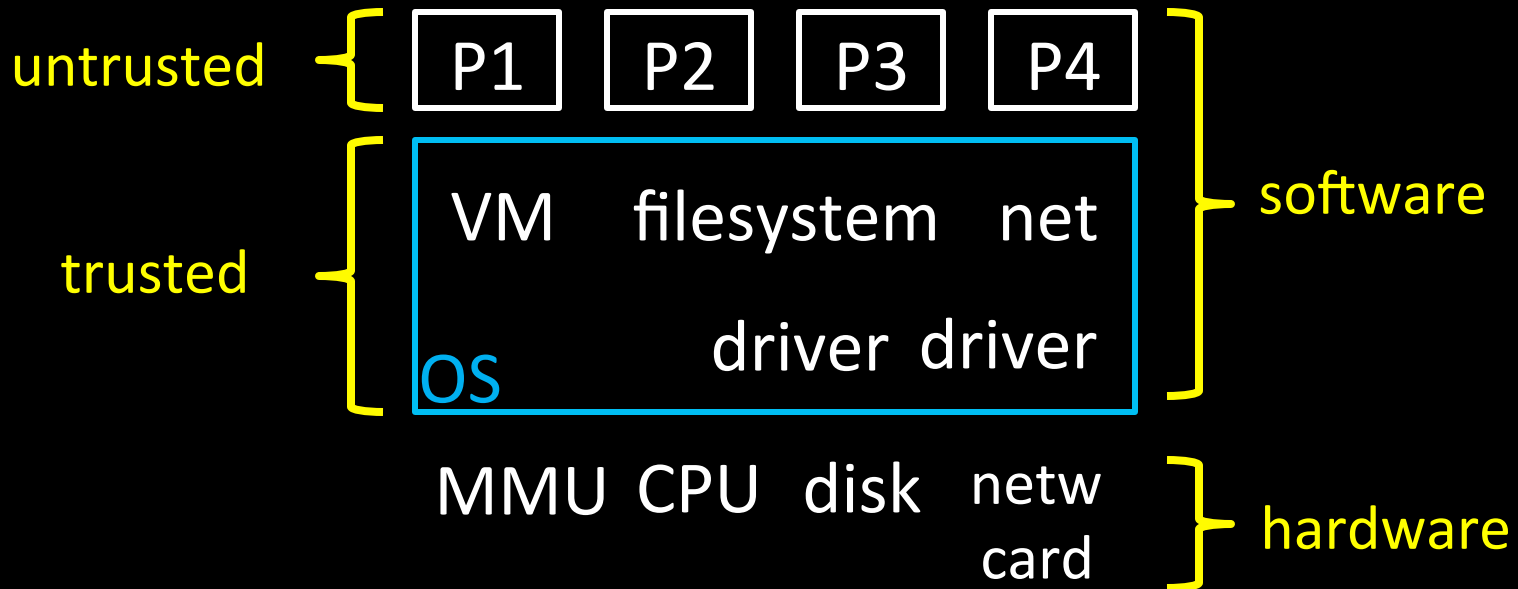 untrusted
P1 P2 P3 P4
VM filesystem net
software
trusted
driver driver
OS
MMU CPU disk netw
card
hardware